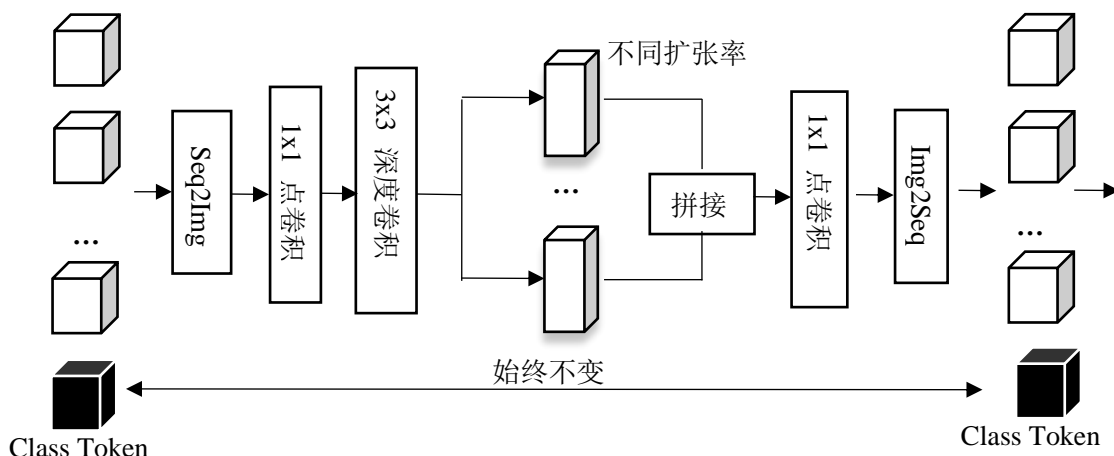 不同扩张率
Seq2Img
1x1 点卷积
3x3 深度卷积
...
拼接
1x1 点卷积
Img2Seq
...
...
始终不变
Class Token
Class Token